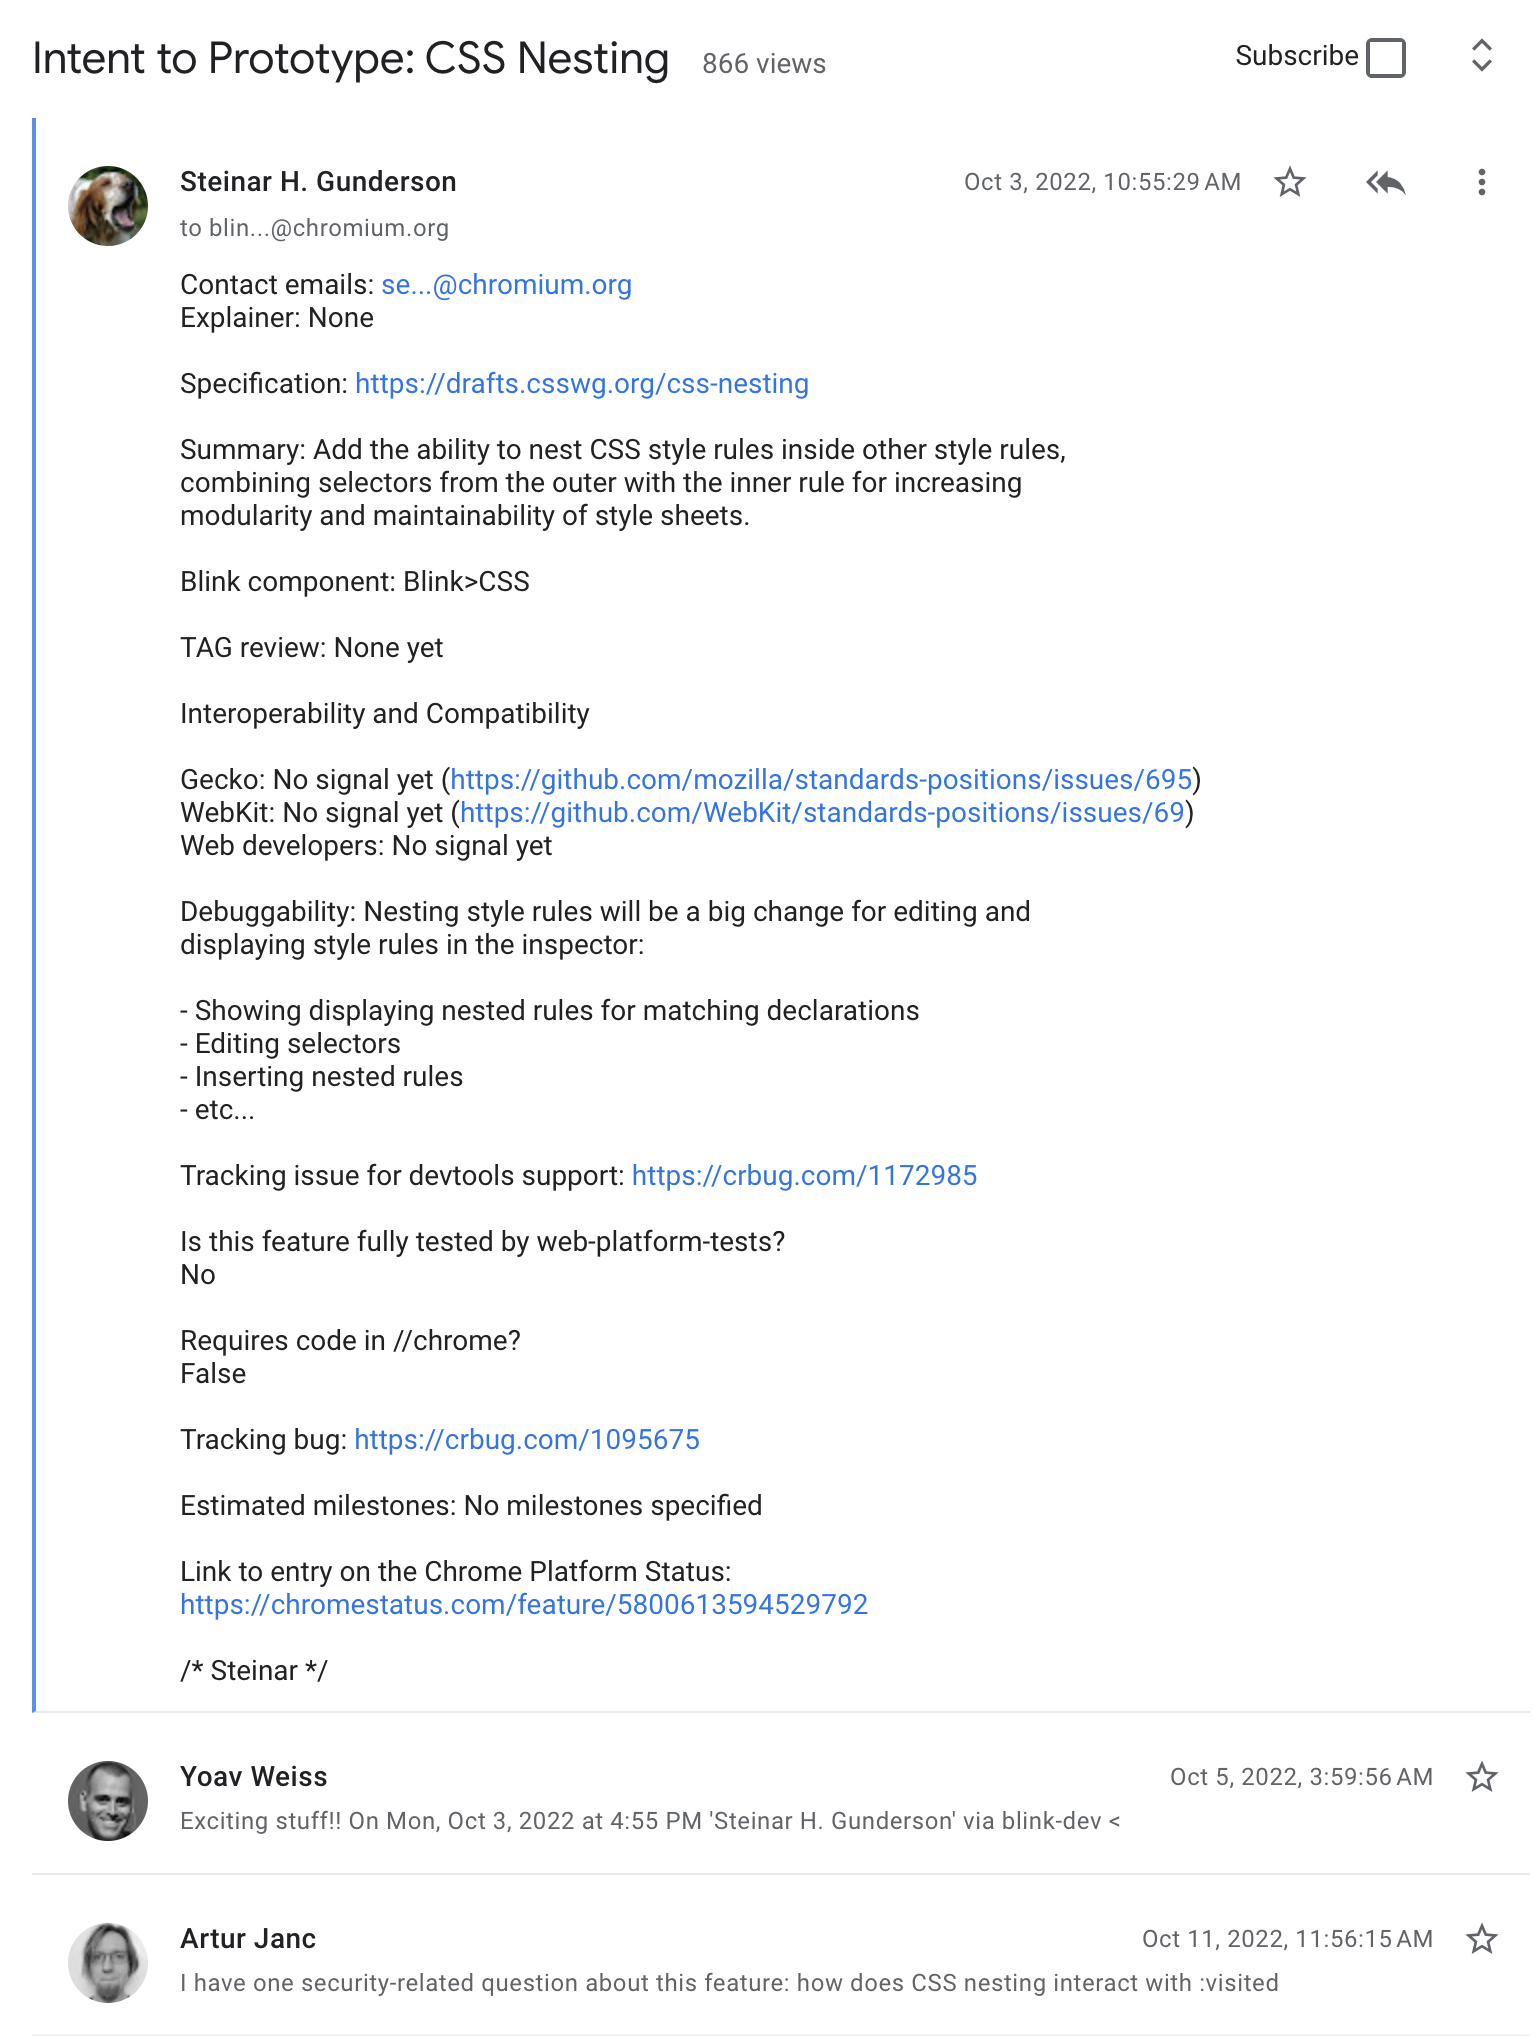 Intent to Prototype: CSS Nesting 866 views Subscribe
Steinar H. Gunderson Oct 3, 2022, 10:55:29 AM
to blin...@chromium.org
Contact emails: se...@chromium.org
Explainer: None
Specification: https://drafts.csswg.org/css-nesting
Summary: Add the ability to nest CSS style rules inside other style rules,
combining selectors from the outer with the inner rule for increasing
modularity and maintainability of style sheets.
Blink component: Blink>CSS
TAG review: None yet
Interoperability and Compatibility
Gecko: No signal yet (https://github.com/mozilla/standards-positions/issues/695)
WebKit: No signal yet (https://github.com/WebKit/standards-positions/issues/69)
Web developers: No signal yet
Debuggability: Nesting style rules will be a big change for editing and
displaying style rules in the inspector:
- Showing displaying nested rules for matching declarations
- Editing selectors
- Inserting nested rules
- etc...
Tracking issue for devtools support: https://crbug.com/1172985
Is this feature fully tested by web-platform-tests?
No
Requires code in //chrome?
False
Tracking bug: https://crbug.com/1095675
Estimated milestones: No milestones specified
Link to entry on the Chrome Platform Status:
https://chromestatus.com/feature/5800613594529792
/* Steinar */
Yoav Weiss Oct 5, 2022, 3:59:56 AM
Exciting stuff!! On Mon, Oct 3, 2022 at 4:55 PM 'Steinar H. Gunderson' via blink-dev <
Artur Janc Oct 11, 2022, 11:56:15 AM
I have one security-related question about this feature: how does CSS nesting interact with :visited